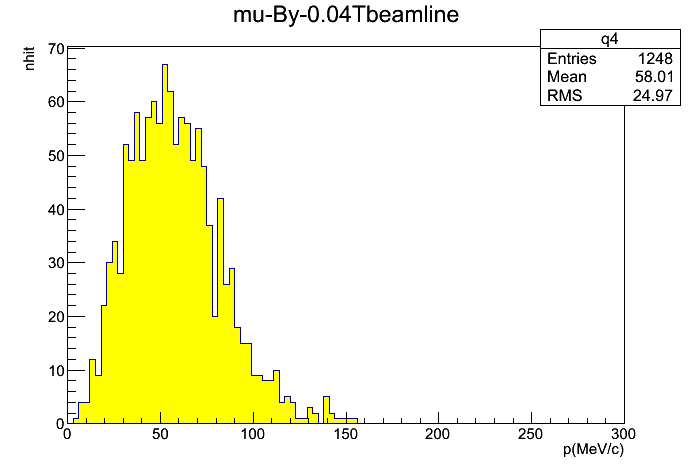 mu-By-0.04Tbeamline
q4
Entries 1248
Mean 58.01
RMS 24.97
nhit
70
60
50
40
30
20
10
0
0 50 100 150 200 250 300
p(MeV/c)